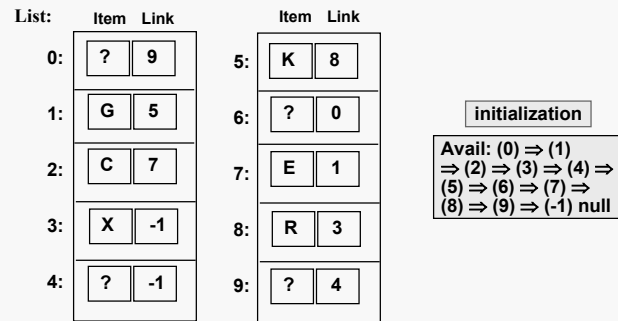 List: Item Link Item Link
0: ? 9
1: G 5
2: C 7
3: X -1
4: ? -1
5: K 8
6: ? 0
7: E 1
8: R 3
9: ? 4
initialization
Avail: (0) ⇒ (1)
⇒ (2) ⇒ (3) ⇒ (4) ⇒
(5) ⇒ (6) ⇒ (7) ⇒
(8) ⇒ (9) ⇒ (-1) null